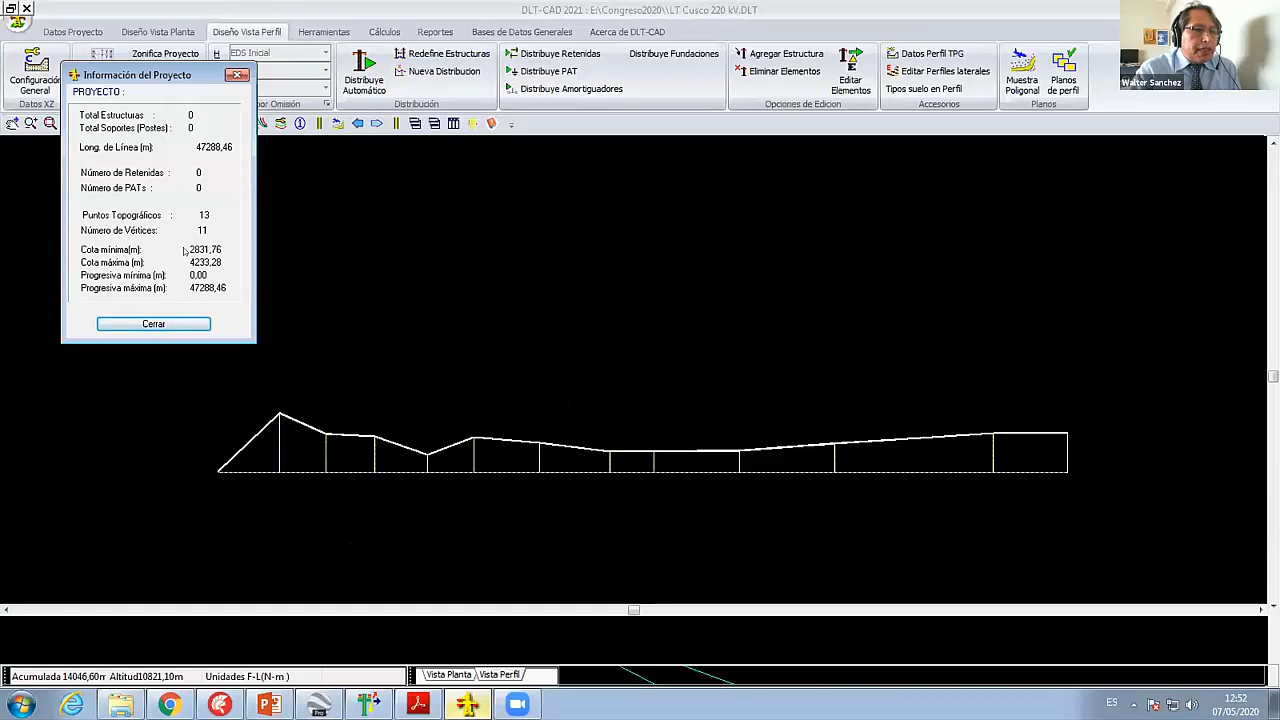 DLT-CAD 2021 : E:\Congreso2020\\LT Cusco 220 kV.DLT
Datos Proyecto
Diseño Vista Planta
Diseño Vista Perfil
Herramientas
Cálculos
Reportes
Bases de Datos Generales
Acerca de DLT-CAD
Configurac
General
Datos XZ
Zonifica Proyecto
EDS Inicial
por Omisión
Distribuye
Automático
Redefine Estructuras
Nueva Distribucion
Distribución
Distribuye Retenidas
Distribuye PAT
Distribuye Amortiguadores
Distribuye Fundaciones
Agregar Estructura
Eliminar Elementos
Editar
Elementos
Opciones de Edicion
Datos Perfil TPG
Editar Perfiles laterales
Tipos suelo en Perfil
Accesorios
Muestra
Poligonal
Planos
de perfil
Planos
Walter Sanchez
Información del Proyecto
PROYECTO :
Total Estructuras : 0
Total Soportes (Postes) : 0
Long. de Línea (m): 47288,46
Número de Retenidas : 0
Número de PATs : 0
Puntos Topográficos : 13
Número de Vértices: 11
Cota mínima(m): 2831,76
Cota máxima (m): 4233,28
Progresiva mínima (m): 0,00
Progresiva máxima (m): 47288,46
Cerrar
Acumulada 14046,60m Altitud10821,10m
Unidades F-L(N-m )
Vista Planta
Vista Perfil
Pro
ES
12:52
07/05/2020